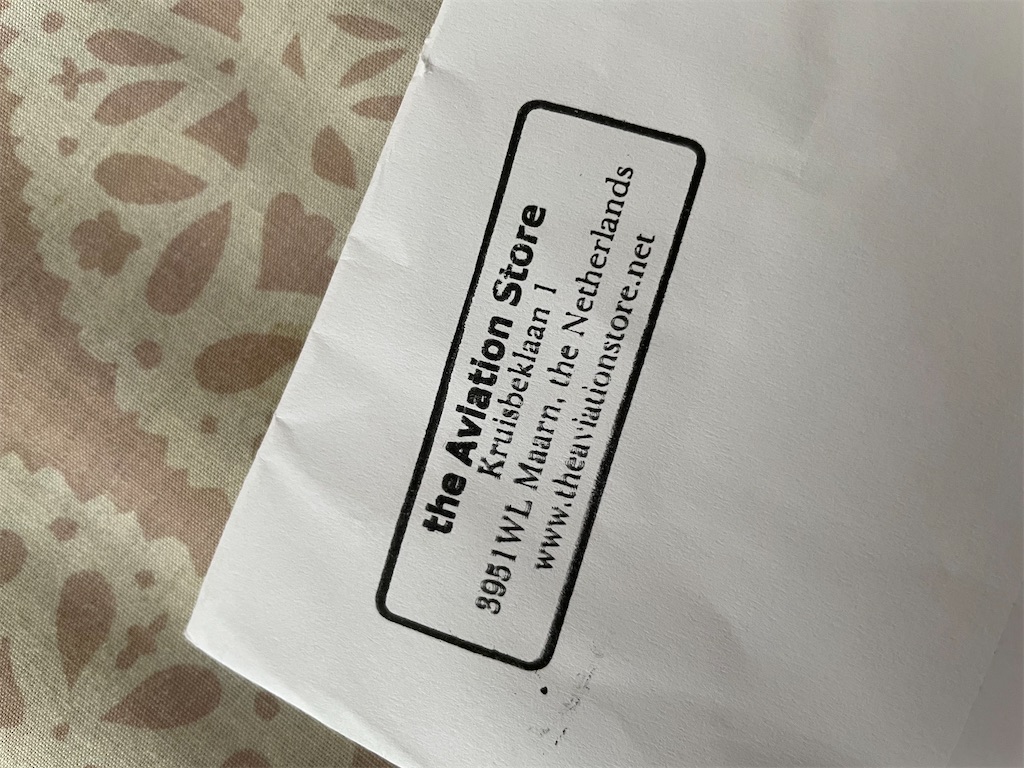 the Aviation Store
Kruisbeklaan 1
3951WL Maarn, the Netherlands
www.theaviationstore.net